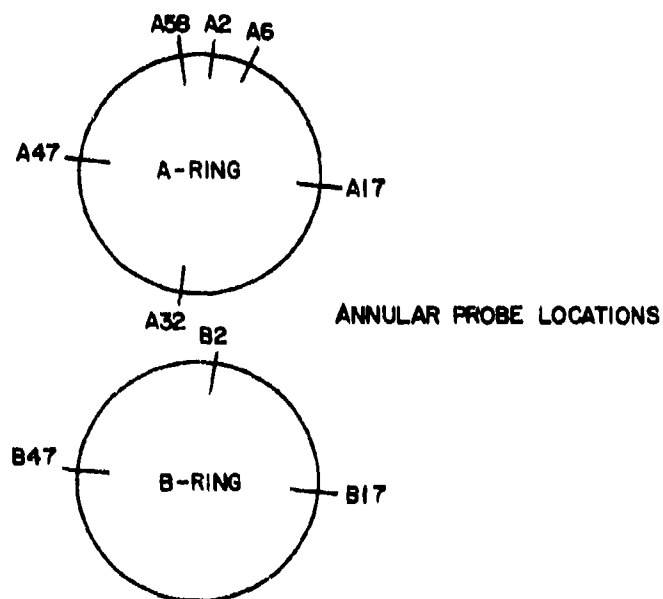 A58 A2 A6
A47
A-RING
A17
A32
ANNULAR PROBE LOCATIONS
B2
B47
B-RING
B17